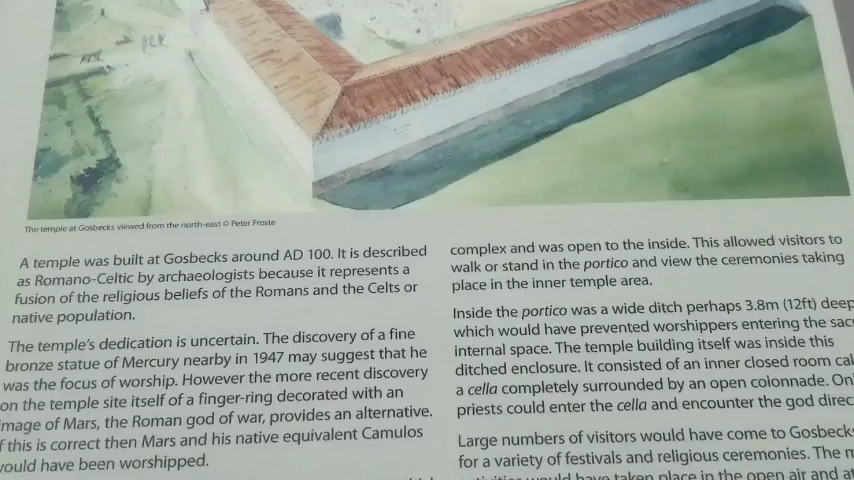 The temple at Gosbecks viewed from the north-east © Peter Froste
A temple was built at Gosbecks around AD 100. It is described
as Romano-Celtic by archaeologists because it represents a
fusion of the religious beliefs of the Romans and the Celts or
native population.
The temple's dedication is uncertain. The discovery of a fine
bronze statue of Mercury nearby in 1947 may suggest that he
was the focus of worship. However the more recent discovery
on the temple site itself of a finger-ring decorated with an
image of Mars, the Roman god of war, provides an alternative.
f this is correct then Mars and his native equivalent Camulos
would have been worshipped.
complex and was open to the inside. This allowed visitors to
walk or stand in the portico and view the ceremonies taking
place in the inner temple area.
Inside the portico was a wide ditch perhaps 3.8m (12ft) deep
which would have prevented worshippers entering the sac
internal space. The temple building itself was inside this
ditched enclosure. It consisted of an inner closed room cal
a cella completely surrounded by an open colonnade. On
priests could enter the cella and encounter the god direc
Large numbers of visitors would have come to Gosbecks
for a variety of festivals and religious ceremonies. The m
would have taken place in the open air and at